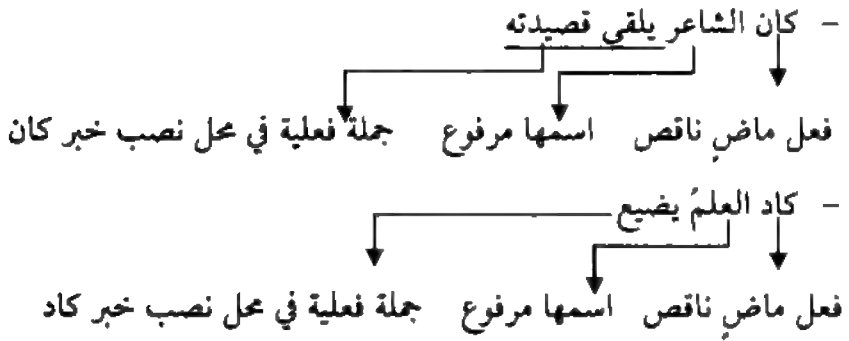 - كان الشاعر يلقي قصيدته
فعل ماضٍ ناقص اسمها مرفوع جملة فعلية في محل نصب خبر كان
- كاد العلمُ يضيع
فعل ماضٍ ناقص اسمها مرفوع جملة فعلية في محل نصب خبر كاد